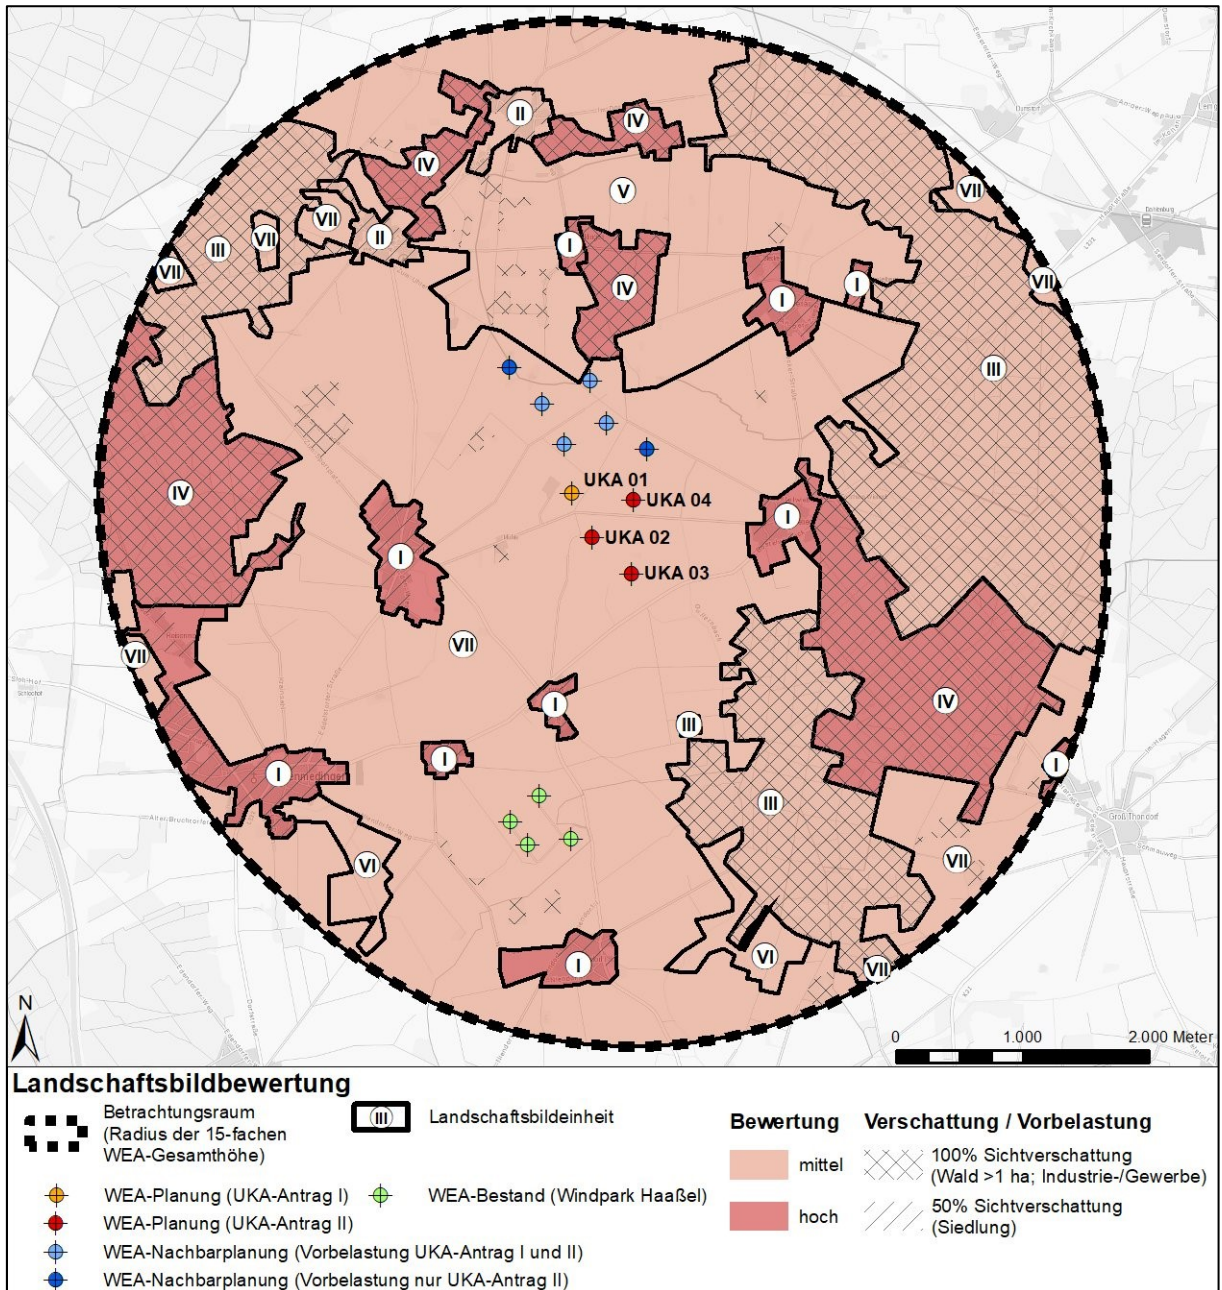 II
IV
IV
VII
V
VII
II
I
III
VII
VII
IV
I
I
VII
III
IV
UKA 01
UKA 04
I
UKA 02
I
UKA 03
VII
VII
IV
I
III
I
I
I
III
VII
VI
Groß Thondorf
VI
I
VII
N
0 1.000 2.000 Meter
Landschaftsbildbewertung
Betrachtungsraum
(Radius der 15-fachen
WEA-Gesamthöhe)
III Landschaftsbildeinheit
WEA-Planung (UKA-Antrag I)
WEA-Bestand (Windpark Haaßel)
WEA-Planung (UKA-Antrag II)
WEA-Nachbarplanung (Vorbelastung UKA-Antrag I und II)
WEA-Nachbarplanung (Vorbelastung nur UKA-Antrag II)
Bewertung
mittel
hoch
Verschattung / Vorbelastung
100% Sichtverschattung
(Wald >1 ha; Industrie-/Gewerbe)
50% Sichtverschattung
(Siedlung)